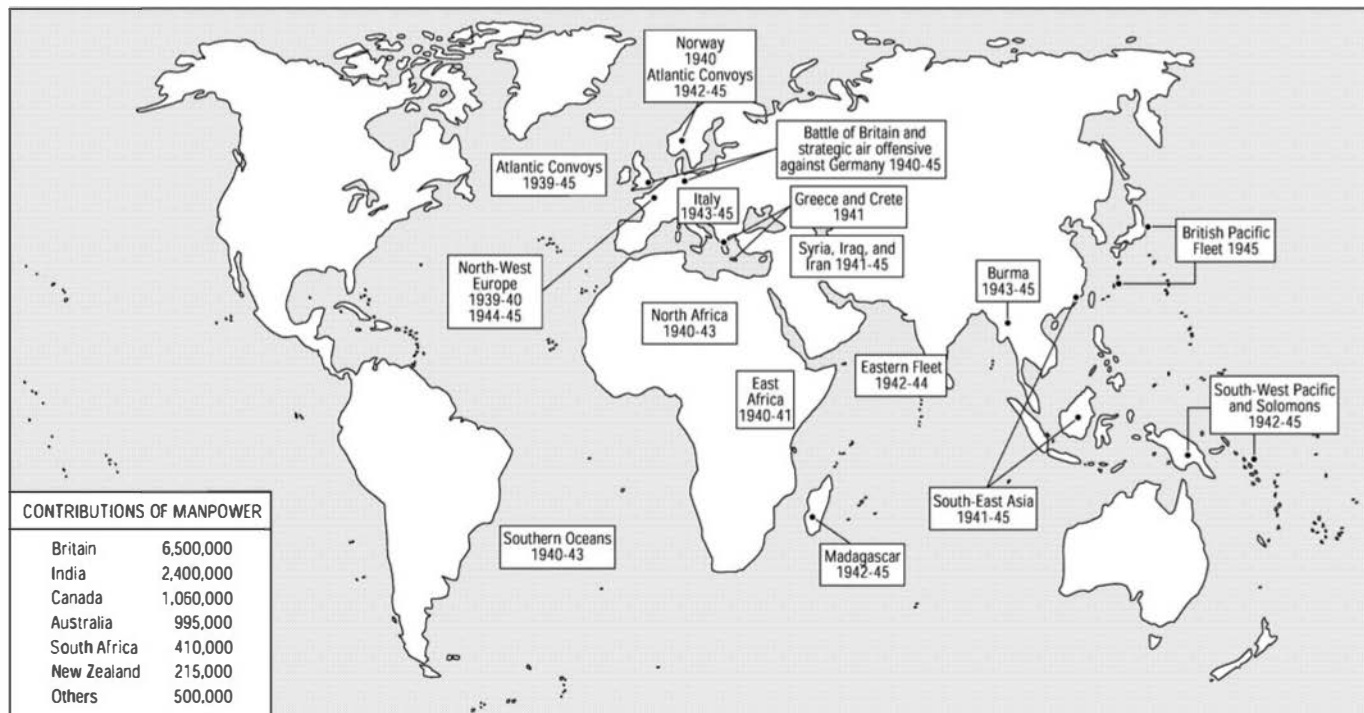 Norway
1940
Atlantic Convoys
1942-45
Battle of Britain and
strategic air offensive
against Germany 1940-45
Atlantic Convoys
1939-45
Italy
1943-45
Greece and Crete
1941
British Pacific
Fleet 1945
Syria, Iraq, and
Iran 1941-45
North-West
Europe
1939-40
1944-45
Burma
1943-45
North Africa
1940-43
Eastern Fleet
1942-44
East
Africa
1940-41
South-West Pacific
and Solomons
1942-45
South-East Asia
1941-45
Southern Oceans
1940-43
Madagascar
1942-45
CONTRIBUTIONS OF MANPOWER
Britain 6,500,000
India 2,400,000
Canada 1,060,000
Australia 995,000
South Africa 410,000
New Zealand 215,000
Others 500,000